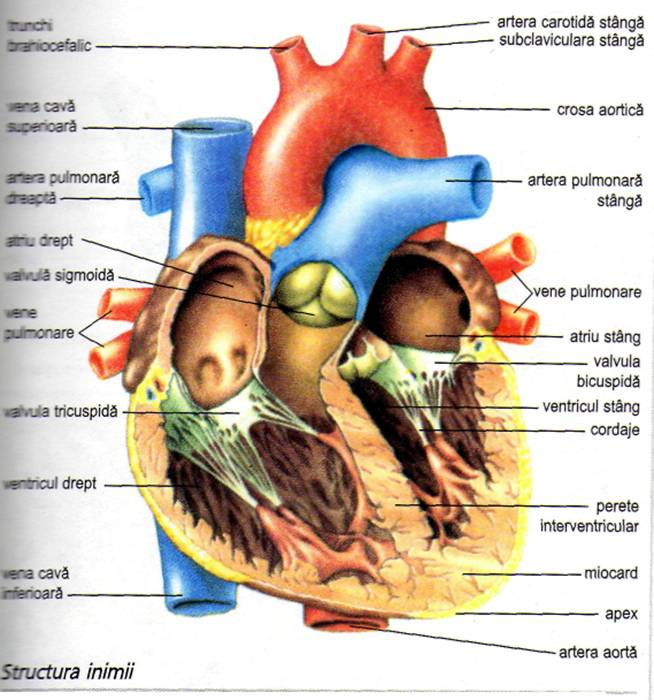 trunchi
brahiocefalic
vena cavă
superioară
artera pulmonară
dreaptă
atriu drept
valvulă sigmoidă
vene
pulmonare
valvula tricuspidă
ventricul drept
vena cavă
inferioară
artera carotidă stângă
subclaviculara stângă
crosa aortică
artera pulmonară
stângă
vene pulmonare
atriu stâng
valvula
bicuspidă
ventricul stâng
cordaje
perete
interventricular
miocard
apex
artera aortă
Structura inimii